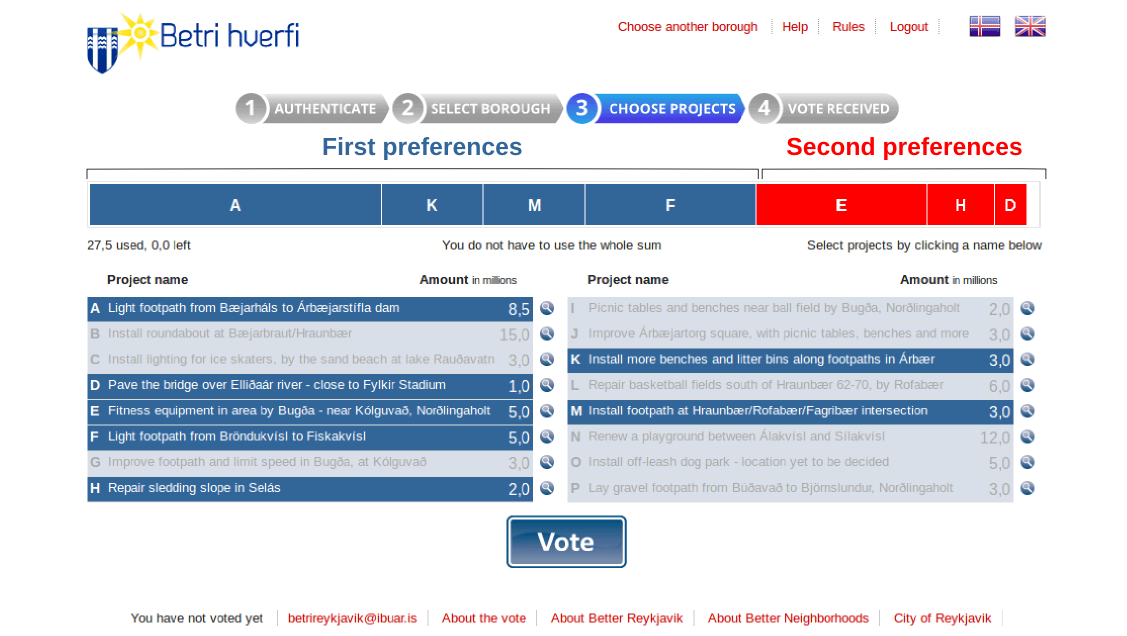 Betri hverfi
Choose another borough Help Rules Logout
1 AUTHENTICATE 2 SELECT BOROUGH 3 CHOOSE PROJECTS 4 VOTE RECEIVED
First preferences Second preferences
A K M F E H D
27,5 used, 0,0 left You do not have to use the whole sum Select projects by clicking a name below
Project name Amount in millions Project name Amount in millions
A Light footpath from Bæjarháls to Árbæjarstífla dam 8,5
B Install roundabout at Bæjarbraut/Hraunbær 15,0
C Install lighting for ice skaters, by the sand beach at lake Rauðavatn 3,0
D Pave the bridge over Elliðaár river - close to Fylkir Stadium 1,0
E Fitness equipment in area by Bugða - near Kólguvað, Norðlingaholt 5,0
F Light footpath from Bröndukvísl to Fiskakvísl 5,0
G Improve footpath and limit speed in Bugða, at Kólguvað 3,0
H Repair sledding slope in Selás 2,0
I Picnic tables and benches near ball field by Bugða, Norðlingaholt 2,0
J Improve Árbæjartorg square, with picnic tables, benches and more 3,0
K Install more benches and litter bins along footpaths in Árbær 3,0
L Repair basketball fields south of Hraunbær 62-70, by Rofabær 6,0
M Install footpath at Hraunbær/Rofabær/Fagribær intersection 3,0
N Renew a playground between Álakvísl and Sílakvísl 12,0
O Install off-leash dog park - location yet to be decided 5,0
P Lay gravel footpath from Búðavað to Björnslundur, Norðlingaholt 3,0
Vote
You have not voted yet betrireykjavik@ibuar.is About the vote About Better Reykjavik About Better Neighborhoods City of Reykjavik